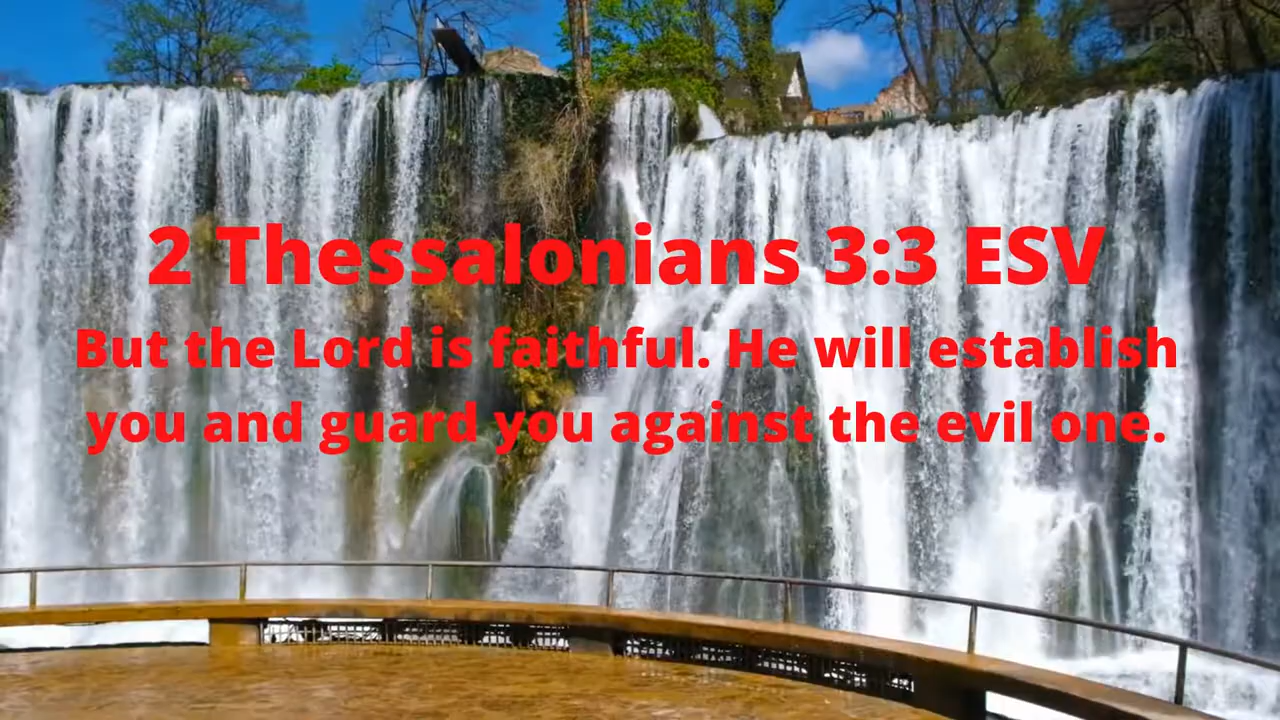 2 Thessalonians 3:3 ESV
But the Lord is faithful. He will establish
you and guard you against the evil one.